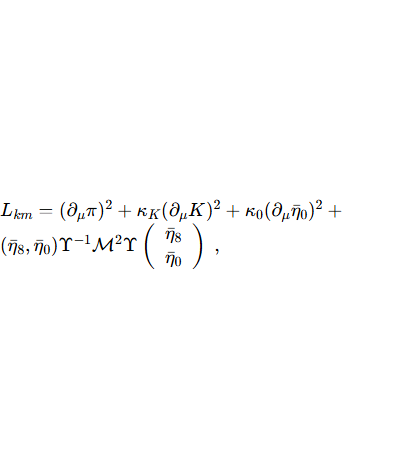 $L_{km} = (\partial_\mu \pi)^2 + \kappa_K (\partial_\mu K)^2 + \kappa_0 (\partial_\mu \bar{\eta}_0)^2 +$
$(\bar{\eta}_8, \bar{\eta}_0) \Upsilon^{-1} \mathcal{M}^2 \Upsilon \left( \begin{array}{c} \bar{\eta}_8 \\ \bar{\eta}_0 \end{array} \right) \ ,$